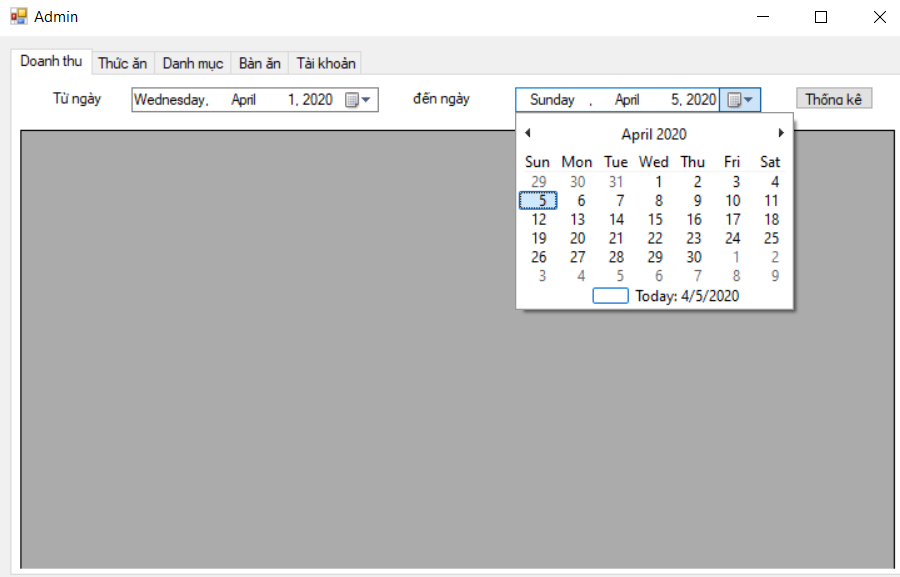 Admin
Doanh thu Thức ăn Danh mục Bàn ăn Tài khoản
Từ ngày Wednesday, April 1, 2020 đến ngày Sunday , April 5, 2020 Thống kê
April 2020
Sun Mon Tue Wed Thu Fri Sat
29 30 31 1 2 3 4
5 6 7 8 9 10 11
12 13 14 15 16 17 18
19 20 21 22 23 24 25
26 27 28 29 30 1 2
3 4 5 6 7 8 9
Today: 4/5/2020